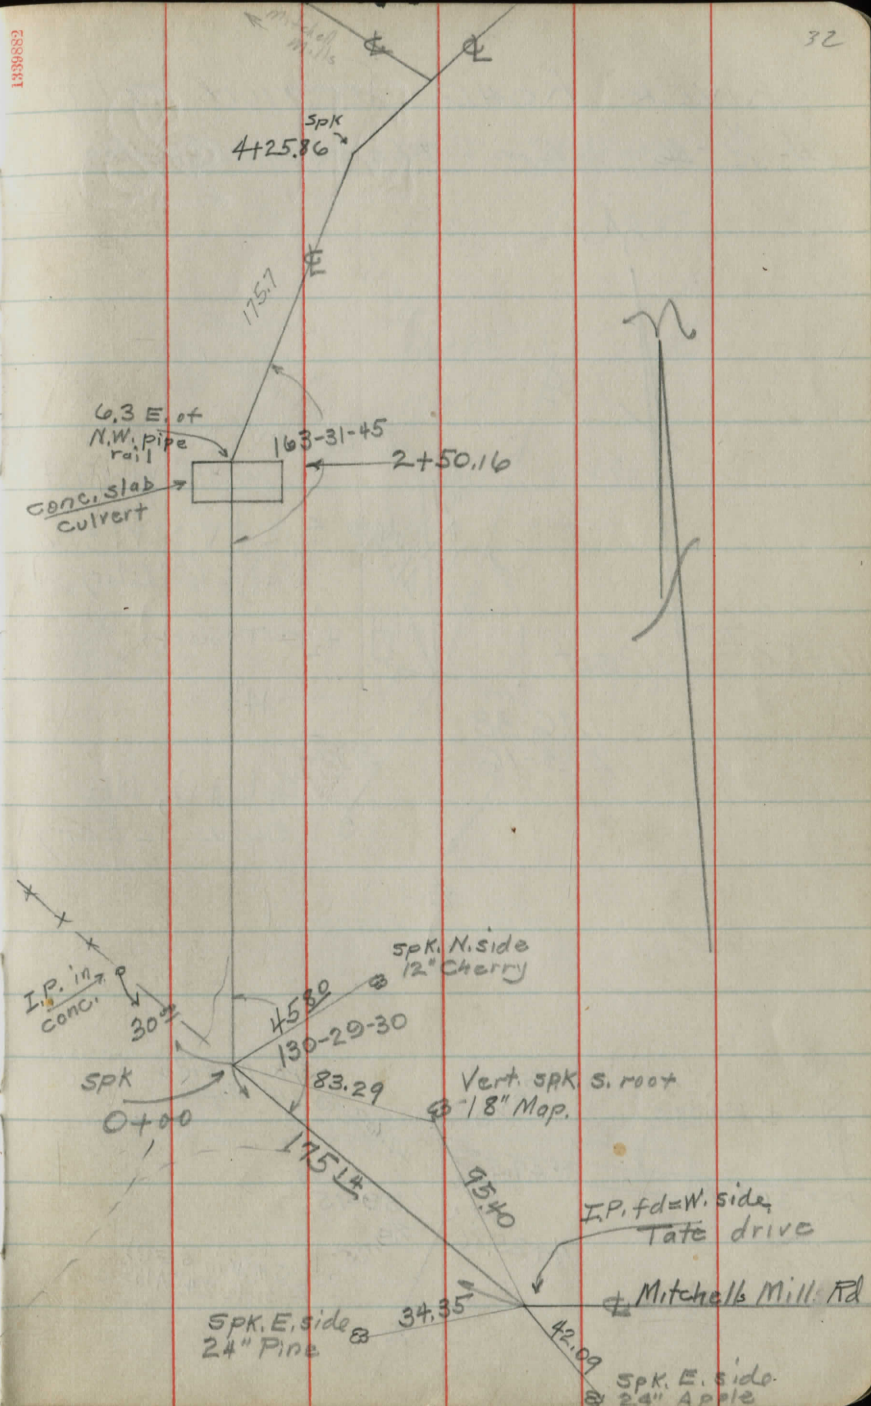 1339882
32
Mitchell
Mills
℄
℄
spk
4+25.86
℄
175.7
6.3 E. of
N.W. pipe
rail
163-31-45
2+50.16
conc. slab
culvert
N
spk. N. side
12" Cherry
I.P. in
conc.
45.80
130-29-30
spk
0+00
83.29
Vert. spk. S. root
18" Map.
175.14
95.40
I.P. fd=W. side
Tate drive
℄ Mitchells Mill Rd
34.35
Spk. E. side
24" Pine
42.09
Spk. E. side
24" Apple